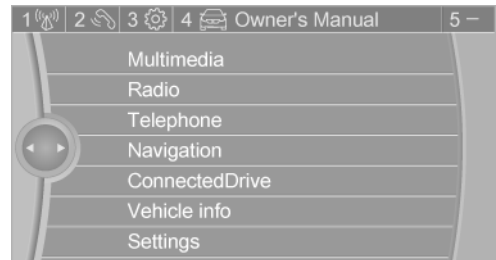 1 2 3 4 Owner's Manual 5 –
Multimedia
Radio
Telephone
Navigation
ConnectedDrive
Vehicle info
Settings